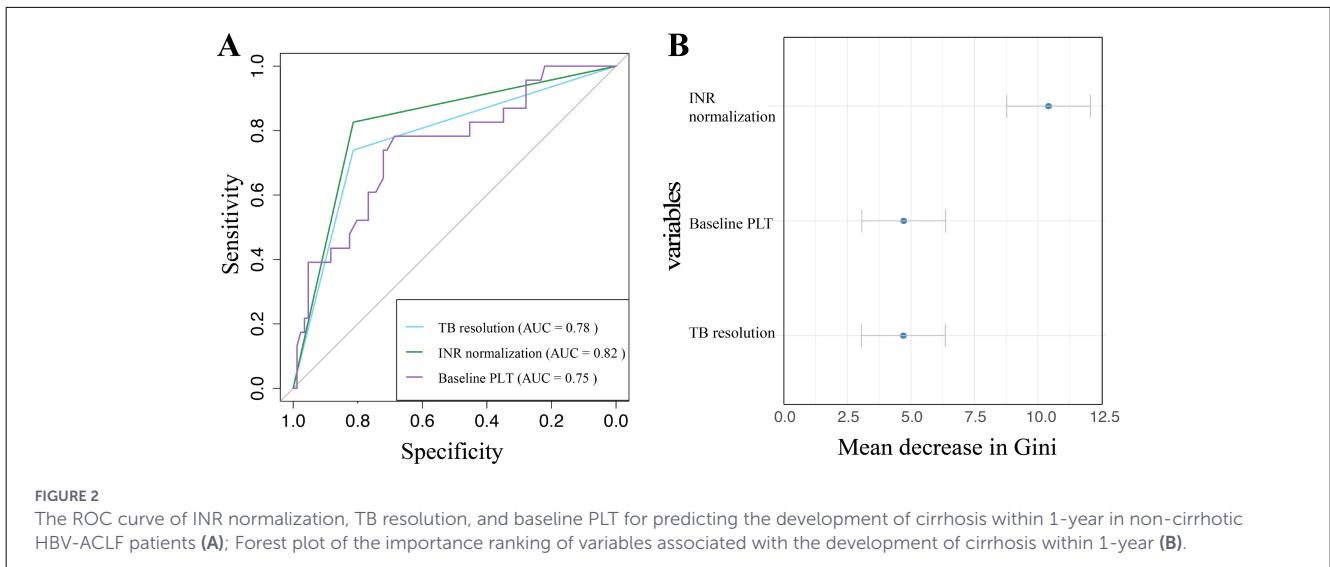 A
Sensitivity
1.0
0.8
0.6
0.4
0.2
0.0
TB resolution (AUC = 0.78 )
INR normalization (AUC = 0.82 )
Baseline PLT (AUC = 0.75 )
1.0 0.8 0.6 0.4 0.2 0.0
Specificity
B
variables
INR
normalization
Baseline PLT
TB resolution
0.0 2.5 5.0 7.5 10.0 12.5
Mean decrease in Gini
FIGURE 2
The ROC curve of INR normalization, TB resolution, and baseline PLT for predicting the development of cirrhosis within 1-year in non-cirrhotic
HBV-ACLF patients (A); Forest plot of the importance ranking of variables associated with the development of cirrhosis within 1-year (B).